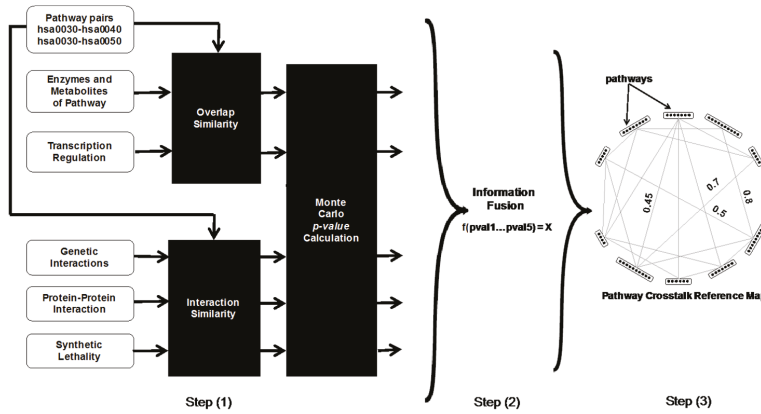 Pathway pairs
hsa0030-hsa0040
hsa0030-hsa0050
Enzymes and
Metabolites
of Pathway
Transcription
Regulation
Overlap
Similarity
Genetic
Interactions
Protein-Protein
Interaction
Synthetic
Lethality
Interaction
Similarity
Monte
Carlo
p-value
Calculation
Step (1)
Information
Fusion
f(pval1...pval5) = X
Step (2)
pathways
0.45
0.7
0.5
0.8
Pathway Crosstalk Reference Map
Step (3)